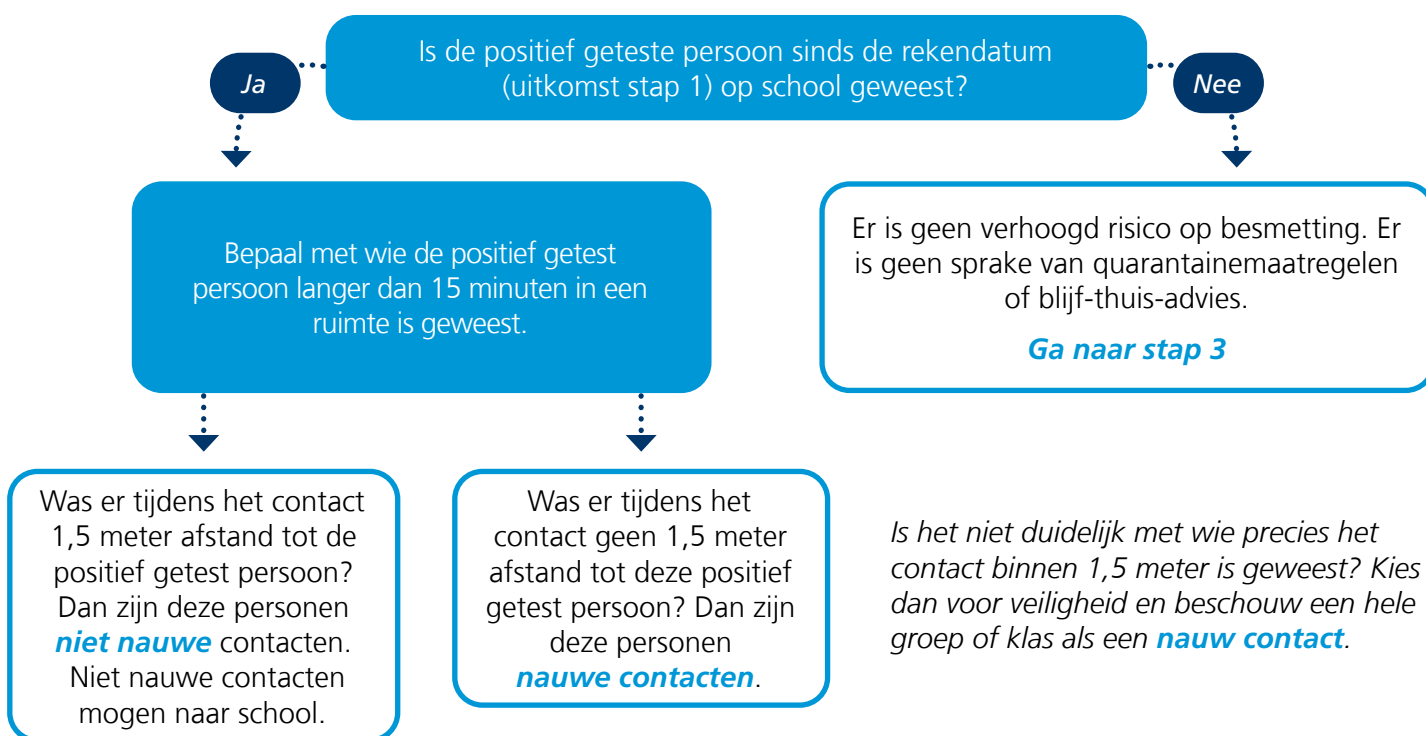 Is de positief geteste persoon sinds de rekendatum
(uitkomst stap 1) op school geweest?
Ja
Nee
Bepaal met wie de positief getest
persoon langer dan 15 minuten in een
ruimte is geweest.
Er is geen verhoogd risico op besmetting. Er
is geen sprake van quarantainemaatregelen
of blijf-thuis-advies.
Ga naar stap 3
Was er tijdens het contact
1,5 meter afstand tot de
positief getest persoon?
Dan zijn deze personen
niet nauwe contacten.
Niet nauwe contacten
mogen naar school.
Was er tijdens het
contact geen 1,5 meter
afstand tot deze positief
getest persoon? Dan zijn
deze personen
nauwe contacten.
Is het niet duidelijk met wie precies het
contact binnen 1,5 meter is geweest? Kies
dan voor veiligheid en beschouw een hele
groep of klas als een nauw contact.